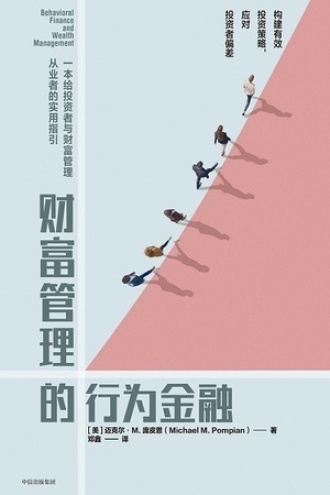 Behavioral
Finance
and
Wealth
Management
一本给投资者与财富管理
从业者的实用指引
构建有效
投资策略,
应对
投资者偏差
财富管理
的行为金融
[美]迈克尔·M.庞皮恩(Michael M. Pompian)——著
邓鑫——译
中信出版集团